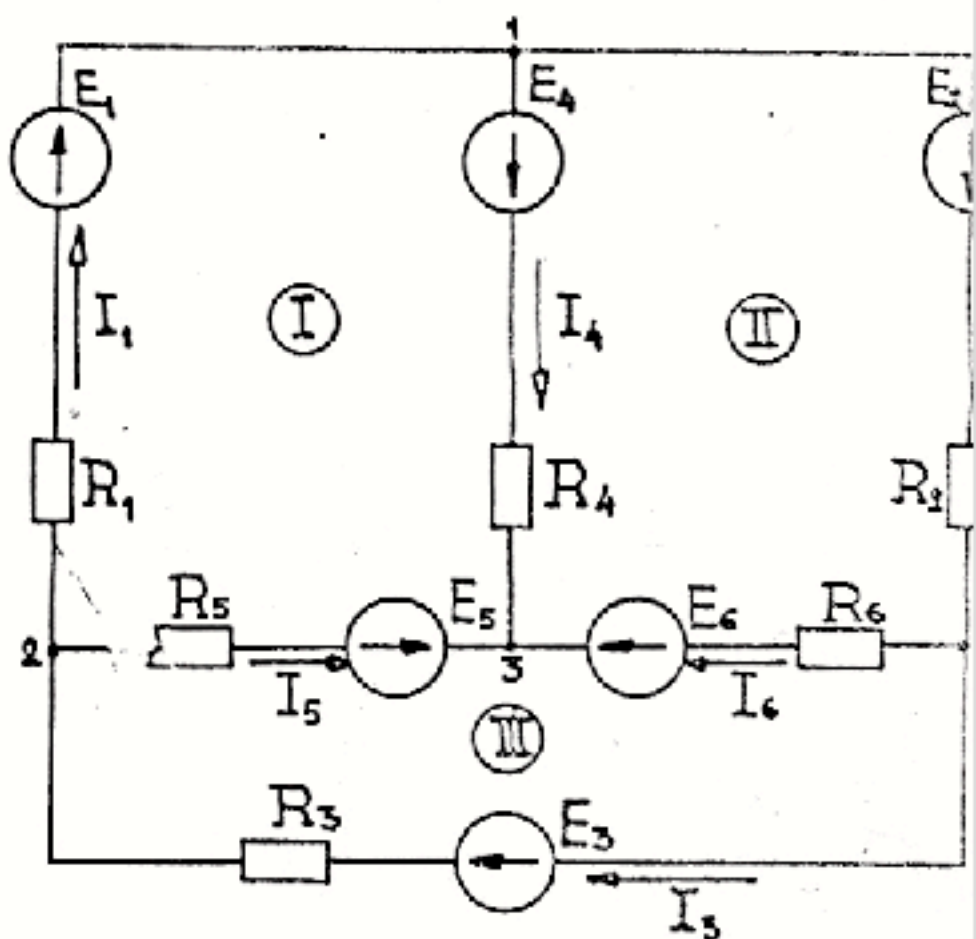 1
E₁ E₄ E
I₁ I I₄ II
R₁ R₄ R₂
R₅ E₅ E₆ R₆
2 3
I₅ I₆
III
R₃ E₃
I₃